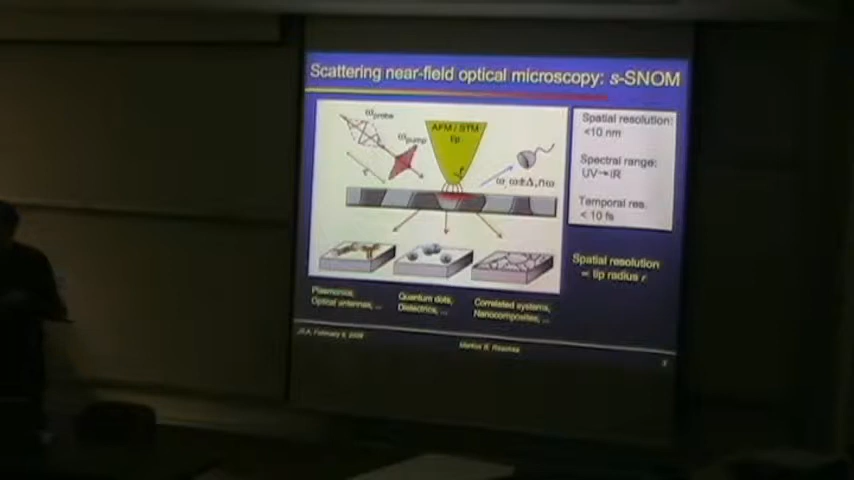 Scattering near-field optical microscopy: s-SNOM
ωprobe
ωpump
AFM / STM
tip
r
τ
ω, ω±Δ, nω
Spatial resolution:
<10 nm
Spectral range:
UV→IR
Temporal res.
< 10 fs
Spatial resolution
= tip radius r
Plasmonics,
Optical antennas, ...
Quantum dots,
Dielectrics, ...
Correlated systems,
Nanocomposites, ...
February
Markus B. Raschke